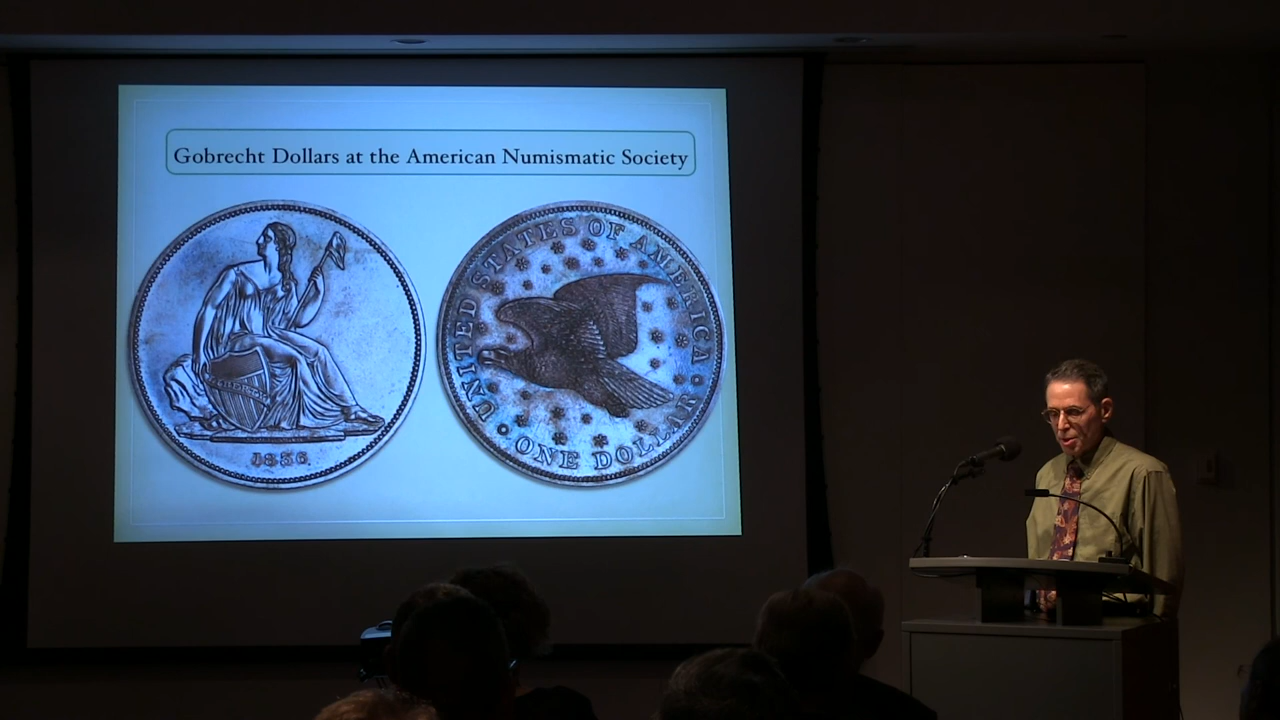 Gobrecht Dollars at the American Numismatic Society
1836
UNITED STATES OF AMERICA
ONE DOLLAR